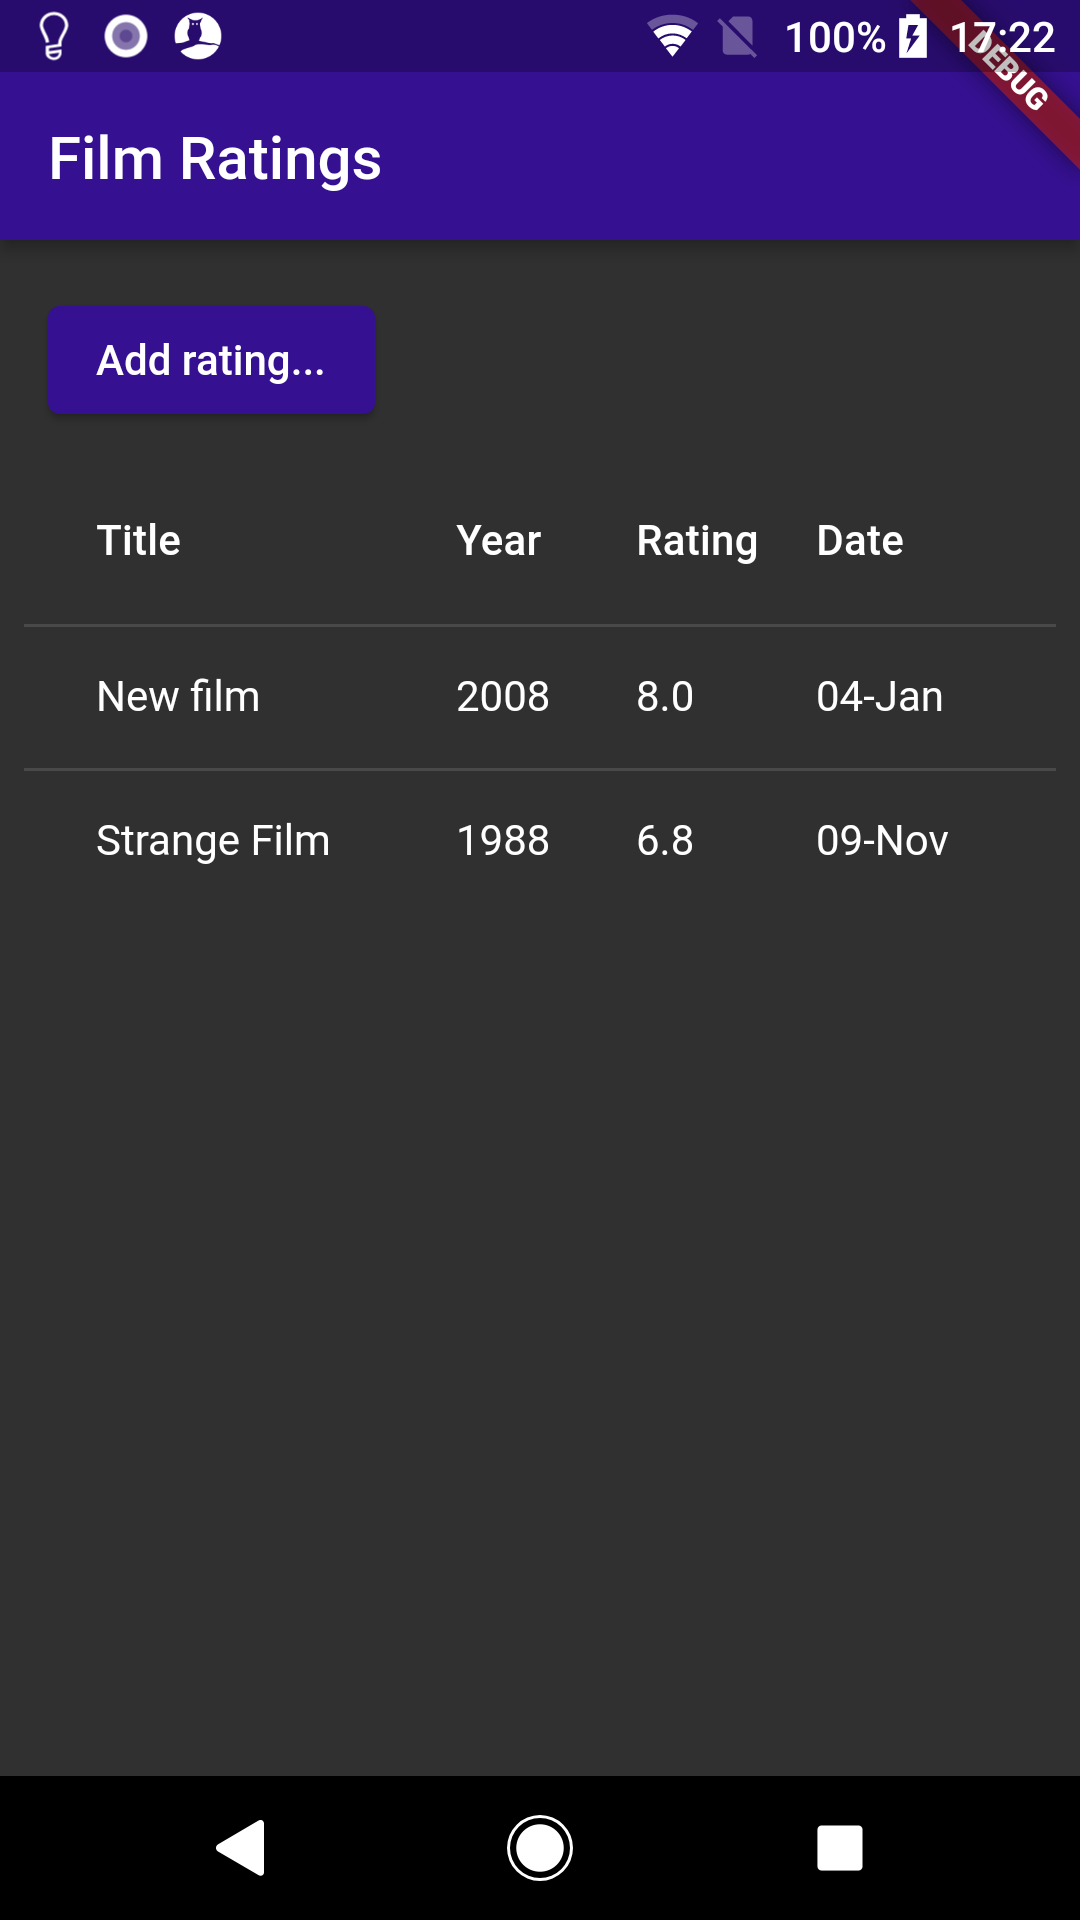 100% 17:22
DEBUG
Film Ratings
Add rating...
Title Year Rating Date
New film 2008 8.0 04-Jan
Strange Film 1988 6.8 09-Nov